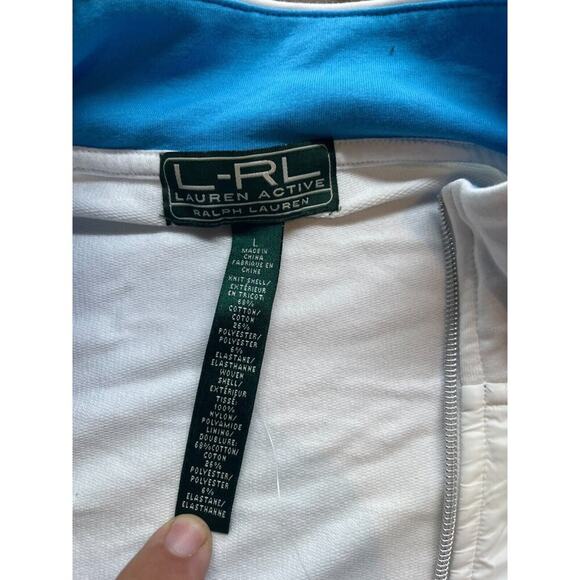 L-RL
LAUREN ACTIVE
RALPH LAUREN
L
MADE IN
CHINA
FABRIQUE EN
CHINE
KNIT SHELL/
EXTÉRIEUR
EN TRICOT:
68%
COTTON/
COTON
26%
POLYESTER/
POLYESTER
6%
ELASTANE/
ELASTHANNE
WOVEN
SHELL/
EXTÉRIEUR
TISSÉ:
100%
NYLON/
POLYAMIDE
LINING/
DOUBLURE:
68%COTTON/
COTON
26%
POLYESTER/
POLYESTER
6%
ELASTANE/
ELASTHANNE